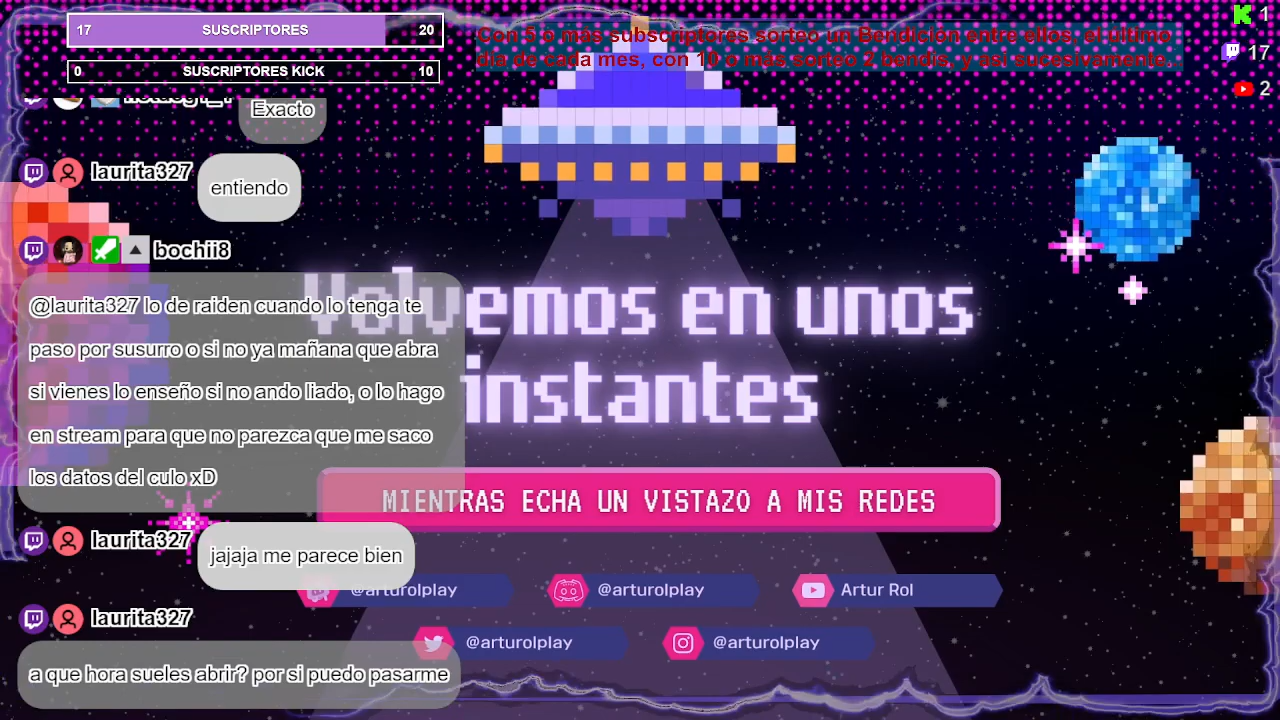 17 SUSCRIPTORES 20
0 SUSCRIPTORES KICK 10
Con 5 o mas subscriptores sorteo un Bendición entre ellos, el ultimo
dia de cada mes, con 10 o mas sorteo 2 bendis, y asi sucesivamente.
1
17
2
Exacto
laurita327
entiendo
bochii8
@laurita327 lo de raiden cuando lo tenga te
paso por susurro o si no ya mañana que abra
si vienes lo enseño si no ando liado, o lo hago
en stream para que no parezca que me saco
los datos del culo xD
laurita327
jajaja me parece bien
laurita327
a que hora sueles abrir? por si puedo pasarme
Volvemos en unos
instantes
MIENTRAS ECHA UN VISTAZO A MIS REDES
@arturolplay
@arturolplay
Artur Rol
@arturolplay
@arturolplay